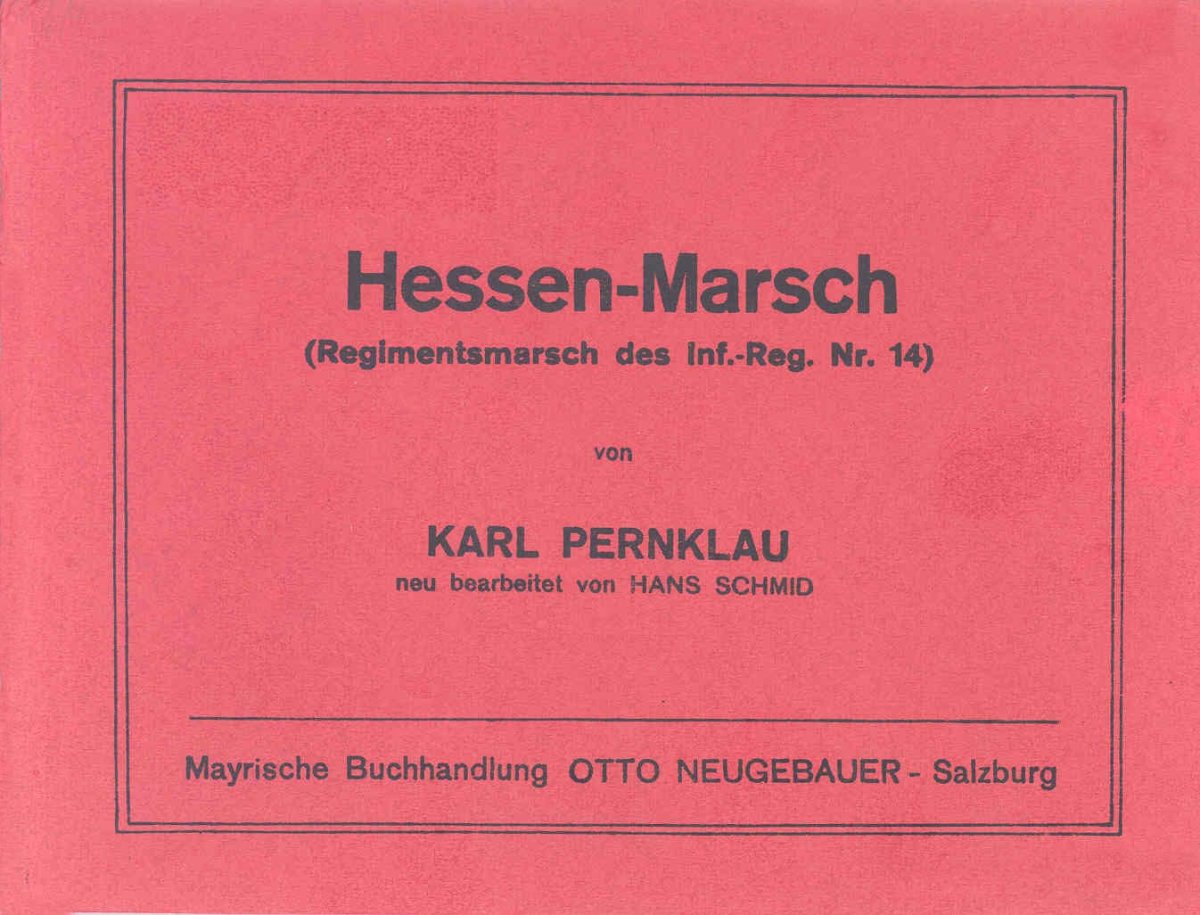 Hessen-Marsch
(Regimentsmarsch des Inf.-Reg. Nr. 14)
von
KARL PERNKLAU
neu bearbeitet von HANS SCHMID
Mayrische Buchhandlung OTTO NEUGEBAUER - Salzburg